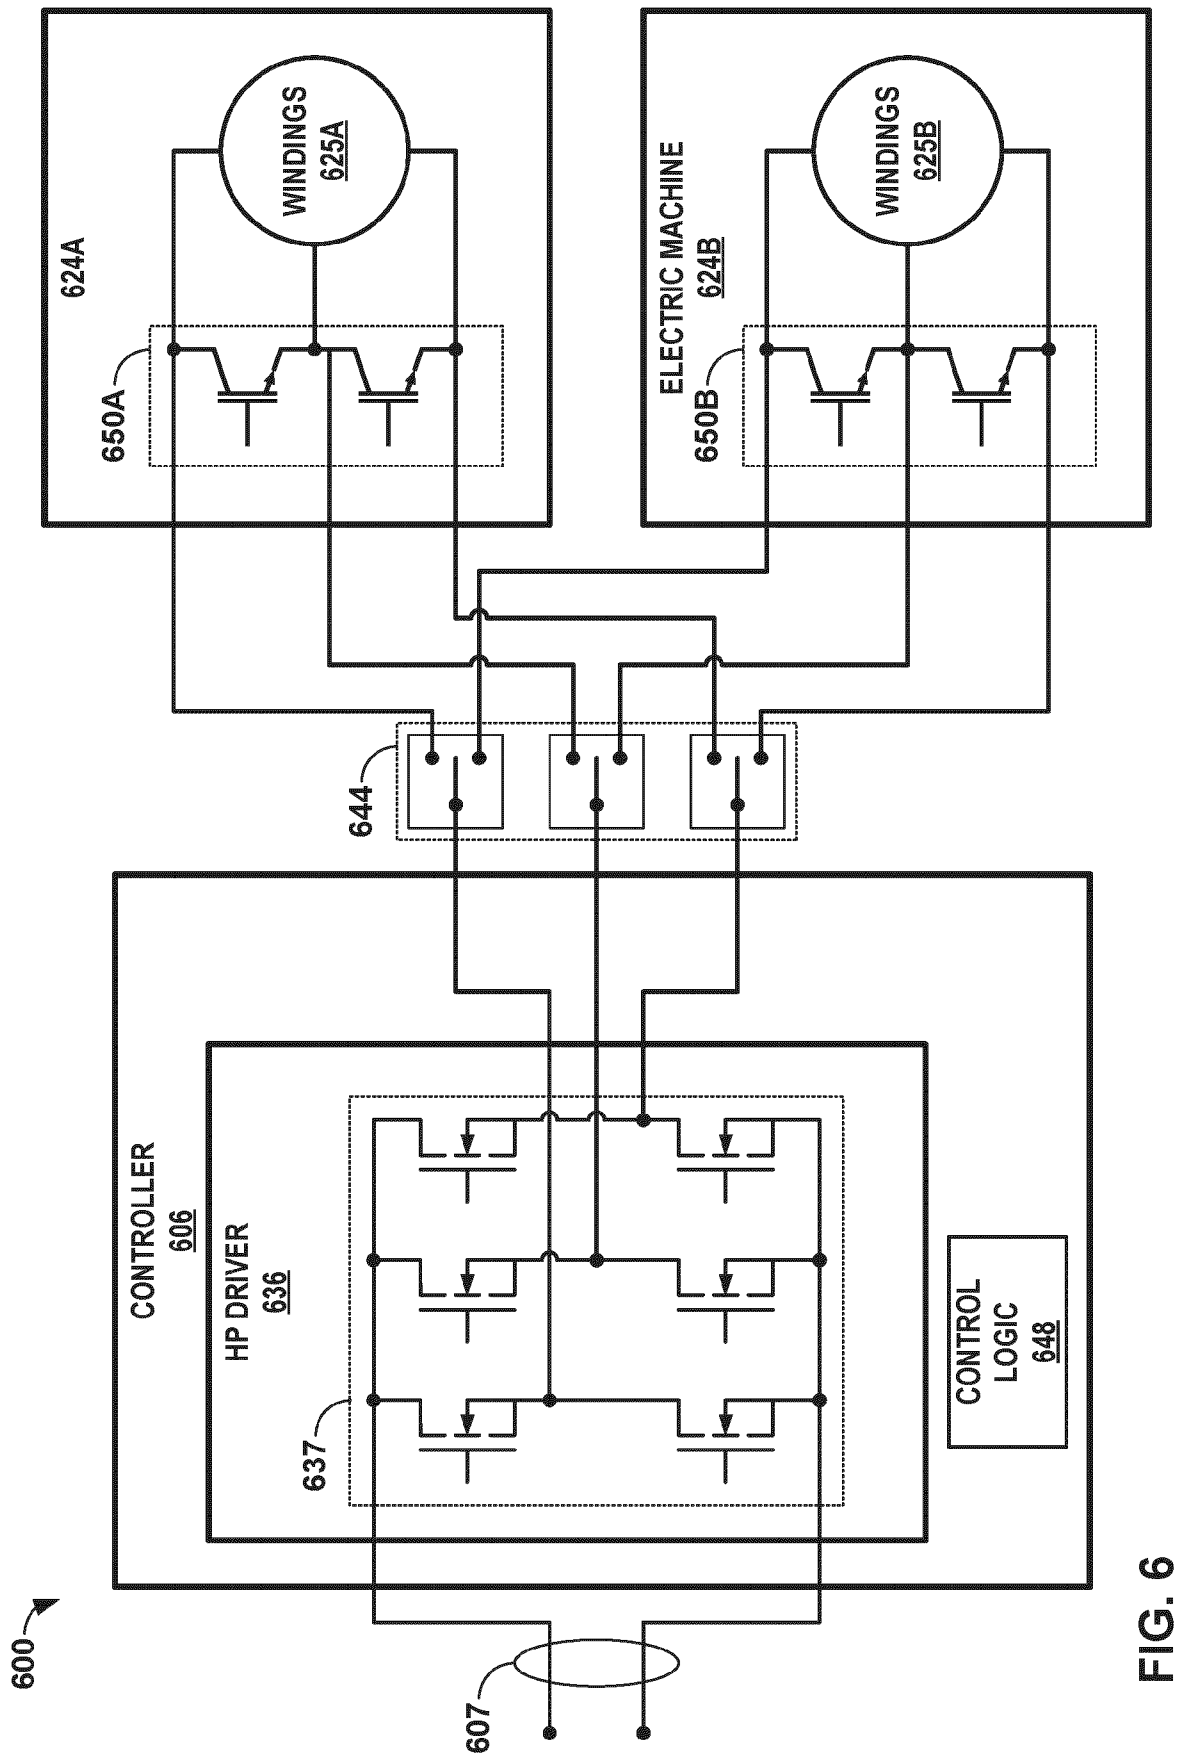 600
607
CONTROLLER
606
HP DRIVER
636
637
CONTROL
LOGIC
648
644
650A
624A
WINDINGS
625A
650B
ELECTRIC MACHINE
624B
WINDINGS
625B
FIG. 6